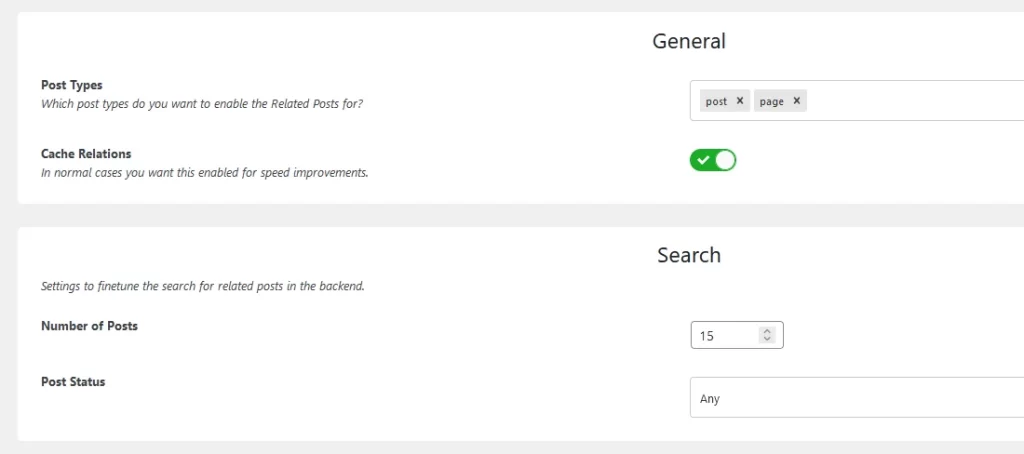 General
Post Types
Which post types do you want to enable the Related Posts for?
post × page ×
Cache Relations
In normal cases you want this enabled for speed improvements.
Search
Settings to finetune the search for related posts in the backend.
Number of Posts
15
Post Status
Any